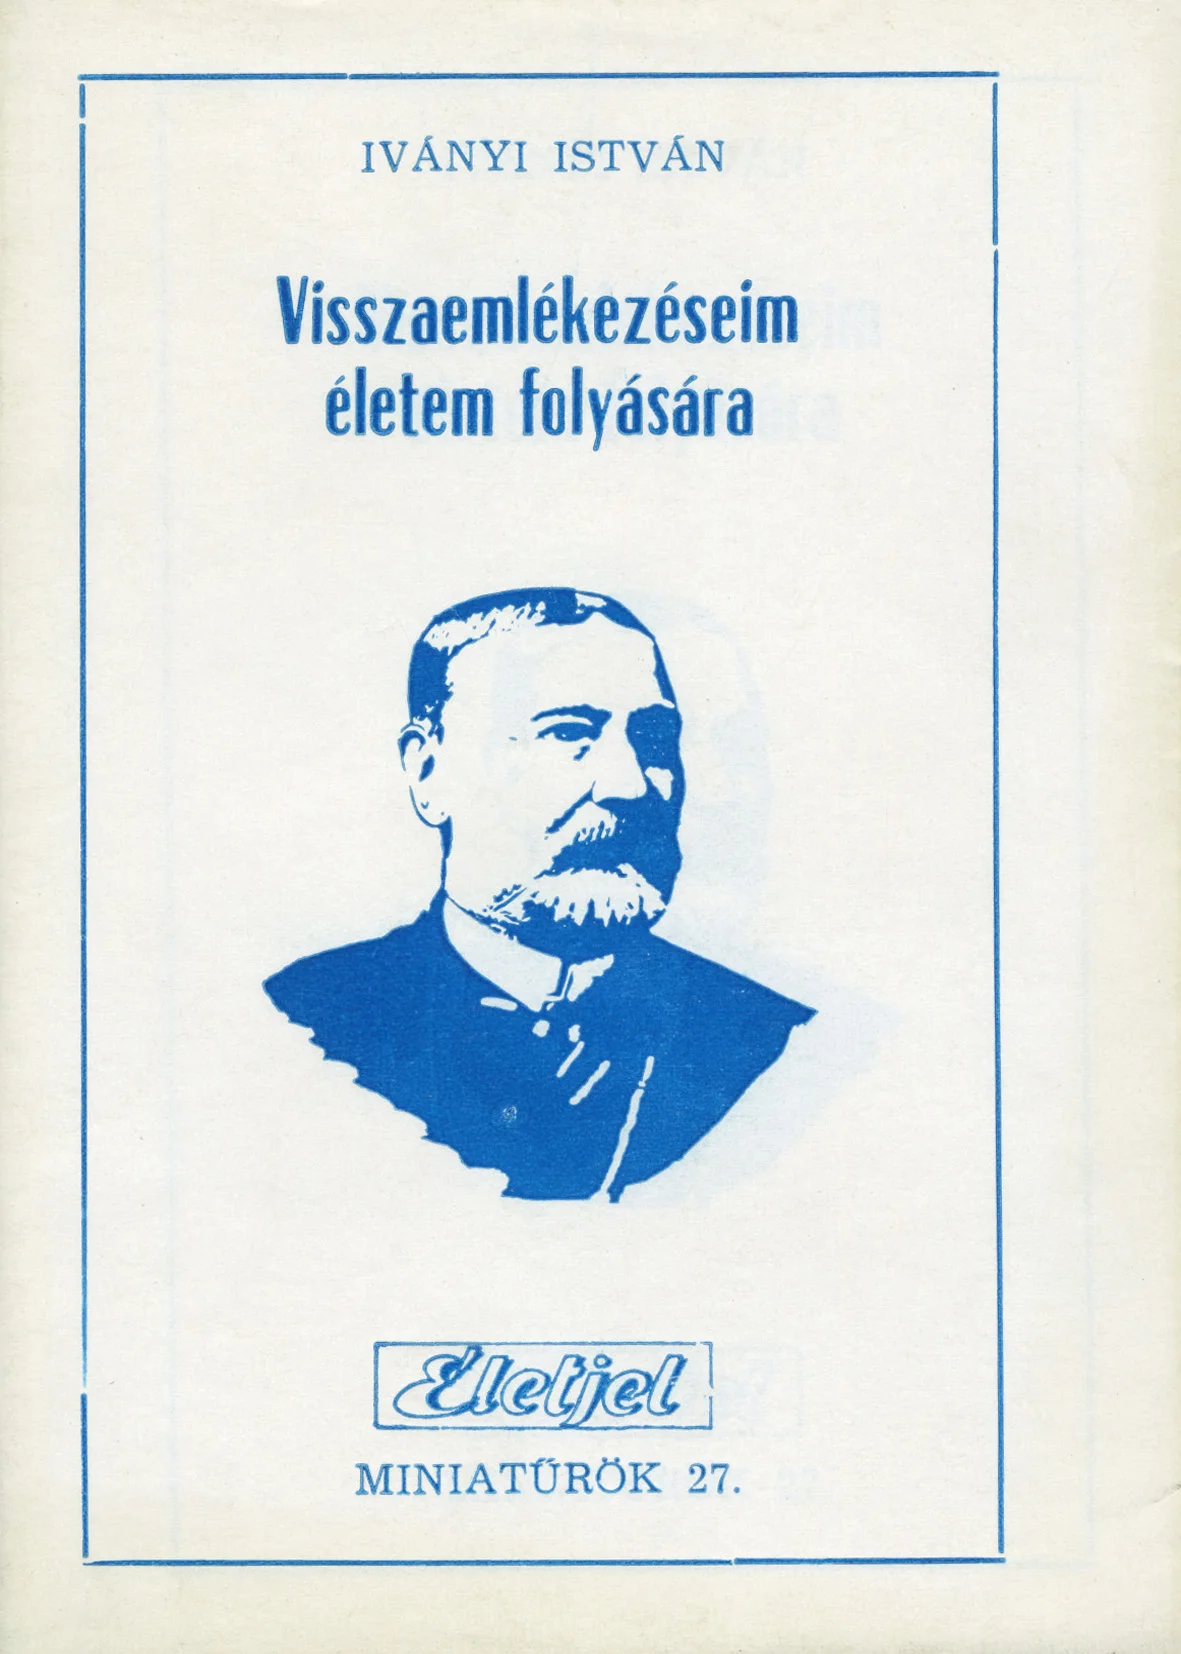 IVÁNYI ISTVÁN
Visszaemlékezéseim
életem folyására
Életjel
MINIATŰRÖK 27.